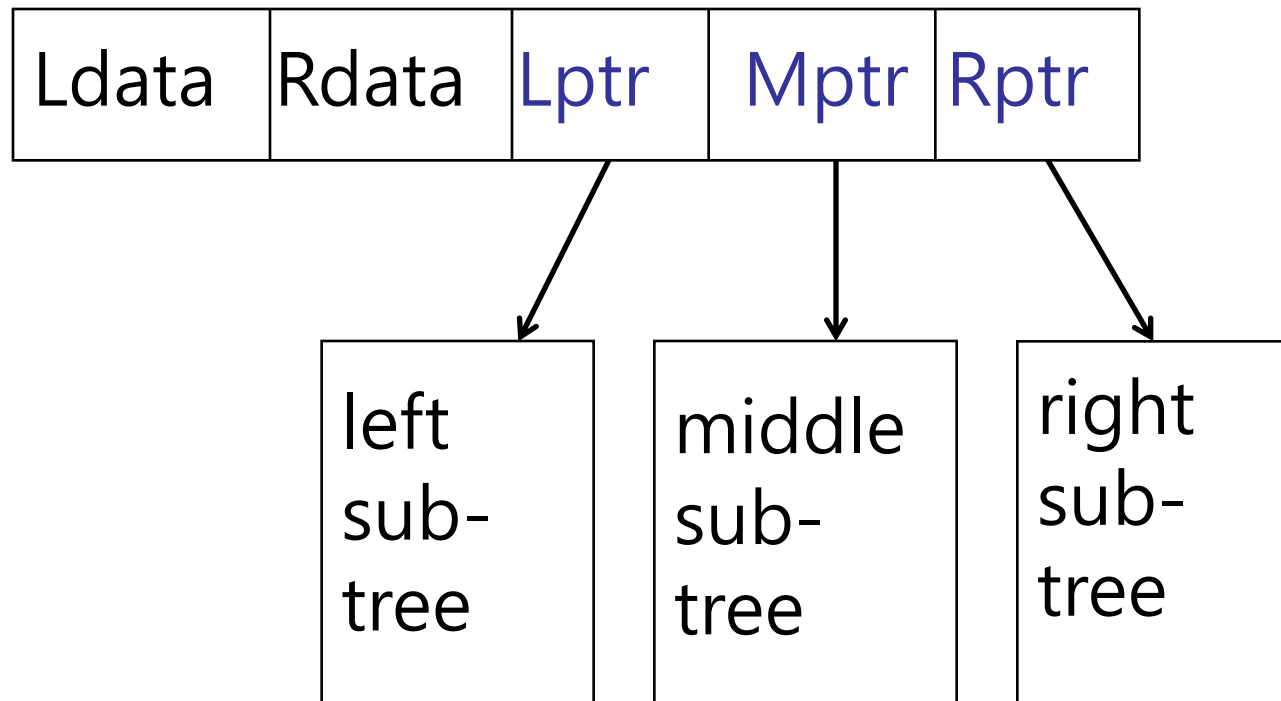 Ldata Rdata Lptr Mptr Rptr
left
sub-
tree
middle
sub-
tree
right
sub-
tree